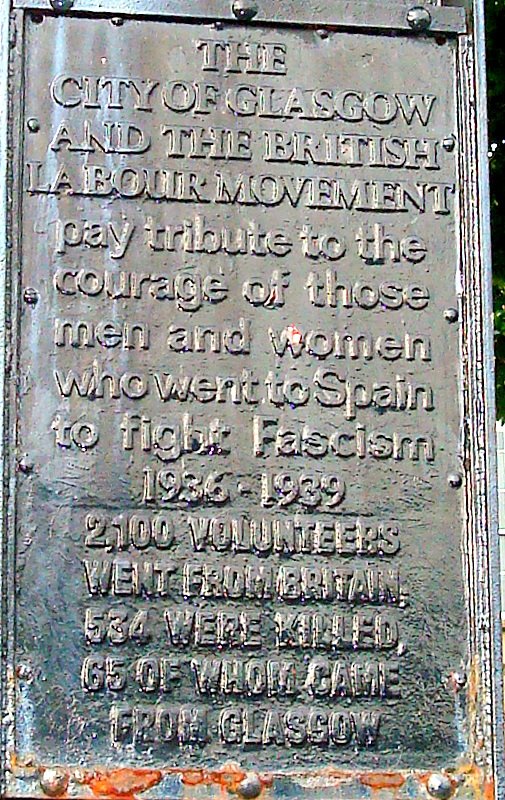 THE
CITY OF GLASGOW
AND THE BRITISH
LABOUR MOVEMENT
pay tribute to the
courage of those
men and women
who went to Spain
to fight Fascism
1936-1939
2,100 VOLUNTEERS
WENT FROM BRITAIN,
534 WERE KILLED,
65 OF WHOM CAME
FROM GLASGOW